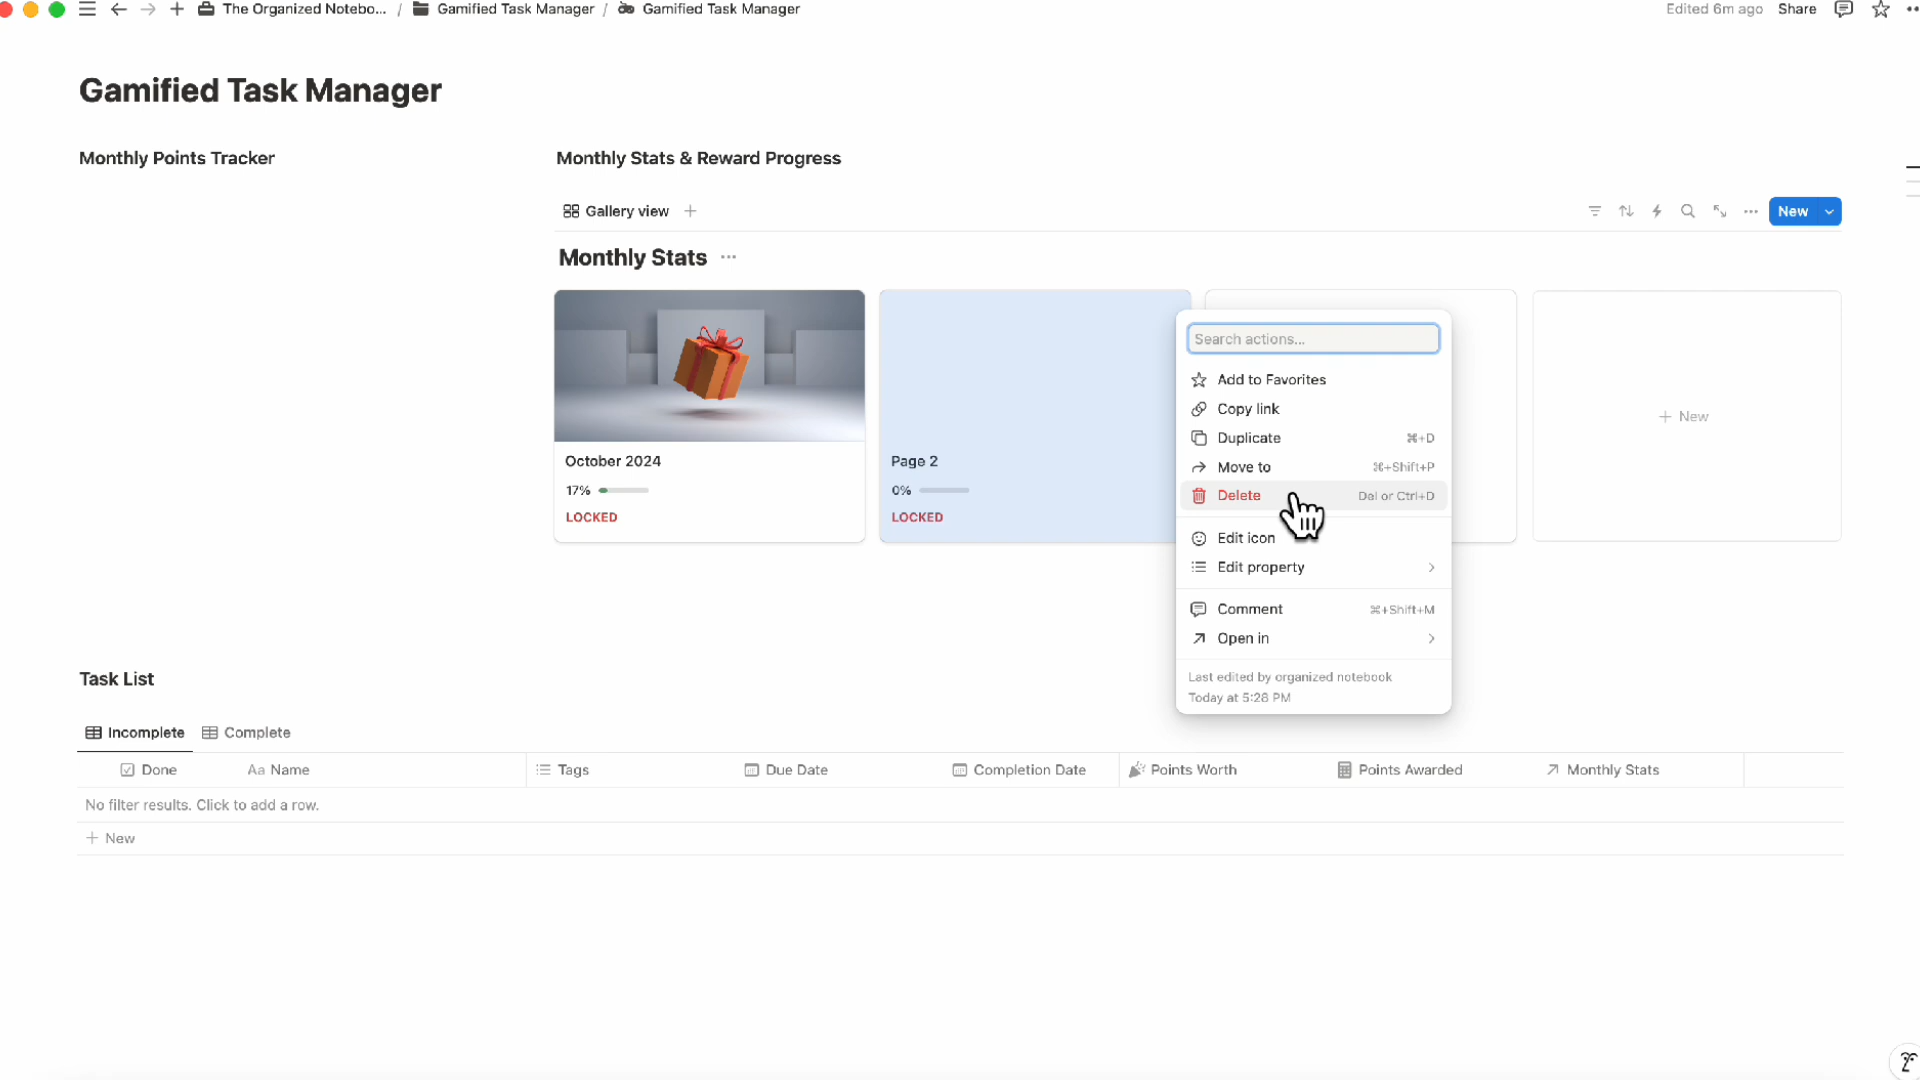 The Organized Notebo... / Gamified Task Manager / Gamified Task Manager
Edited 6m ago Share
Gamified Task Manager
Monthly Points Tracker
Monthly Stats & Reward Progress
Gallery view
New
Monthly Stats
October 2024
17%
LOCKED
Page 2
0%
LOCKED
+ New
Search actions...
Add to Favorites
Copy link
Duplicate ⌘+D
Move to ⌘+Shift+P
Delete Del or Ctrl+D
Edit icon
Edit property
Comment ⌘+Shift+M
Open in
Last edited by organized notebook
Today at 5:28 PM
Task List
Incomplete Complete
Done Aa Name Tags Due Date Completion Date Points Worth Points Awarded Monthly Stats
No filter results. Click to add a row.
+ New